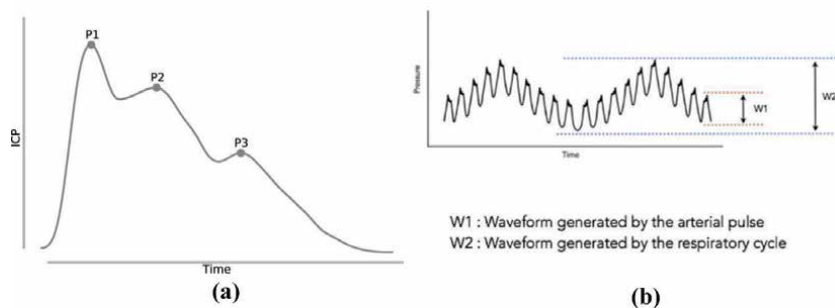 P1
P2
P3
ICP
Time
(a)
Pressure
W1
W2
Time
W1 : Waveform generated by the arterial pulse
W2 : Waveform generated by the respiratory cycle
(b)